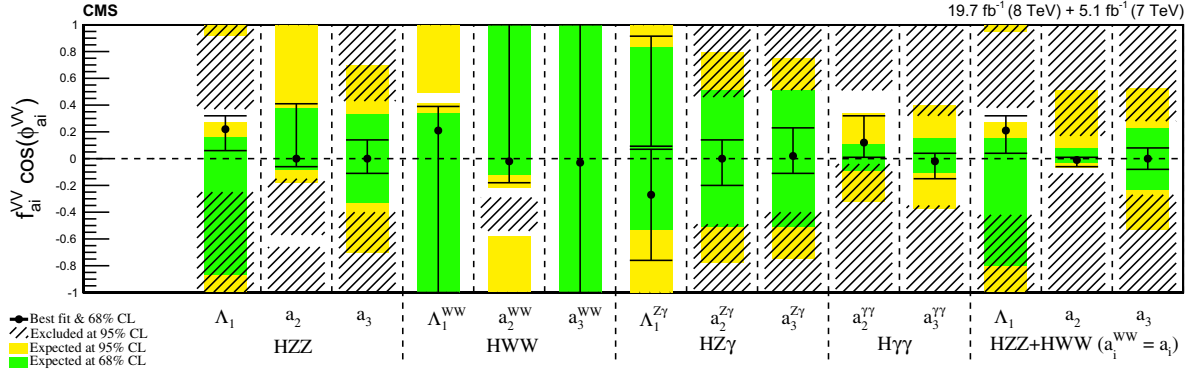 CMS 19.7 fb⁻¹ (8 TeV) + 5.1 fb⁻¹ (7 TeV)
f_ai^VV cos(ϕ_ai^VV)
1
0.8
0.6
0.4
0.2
0
-0.2
-0.4
-0.6
-0.8
-1
Λ₁ a₂ a₃ Λ₁^WW a₂^WW a₃^WW Λ₁^Zγ a₂^Zγ a₃^Zγ a₂^γγ a₃^γγ Λ₁ a₂ a₃
HZZ HWW HZγ Hγγ HZZ+HWW (a_i^WW = a_i)
Best fit & 68% CL
Excluded at 95% CL
Expected at 95% CL
Expected at 68% CL